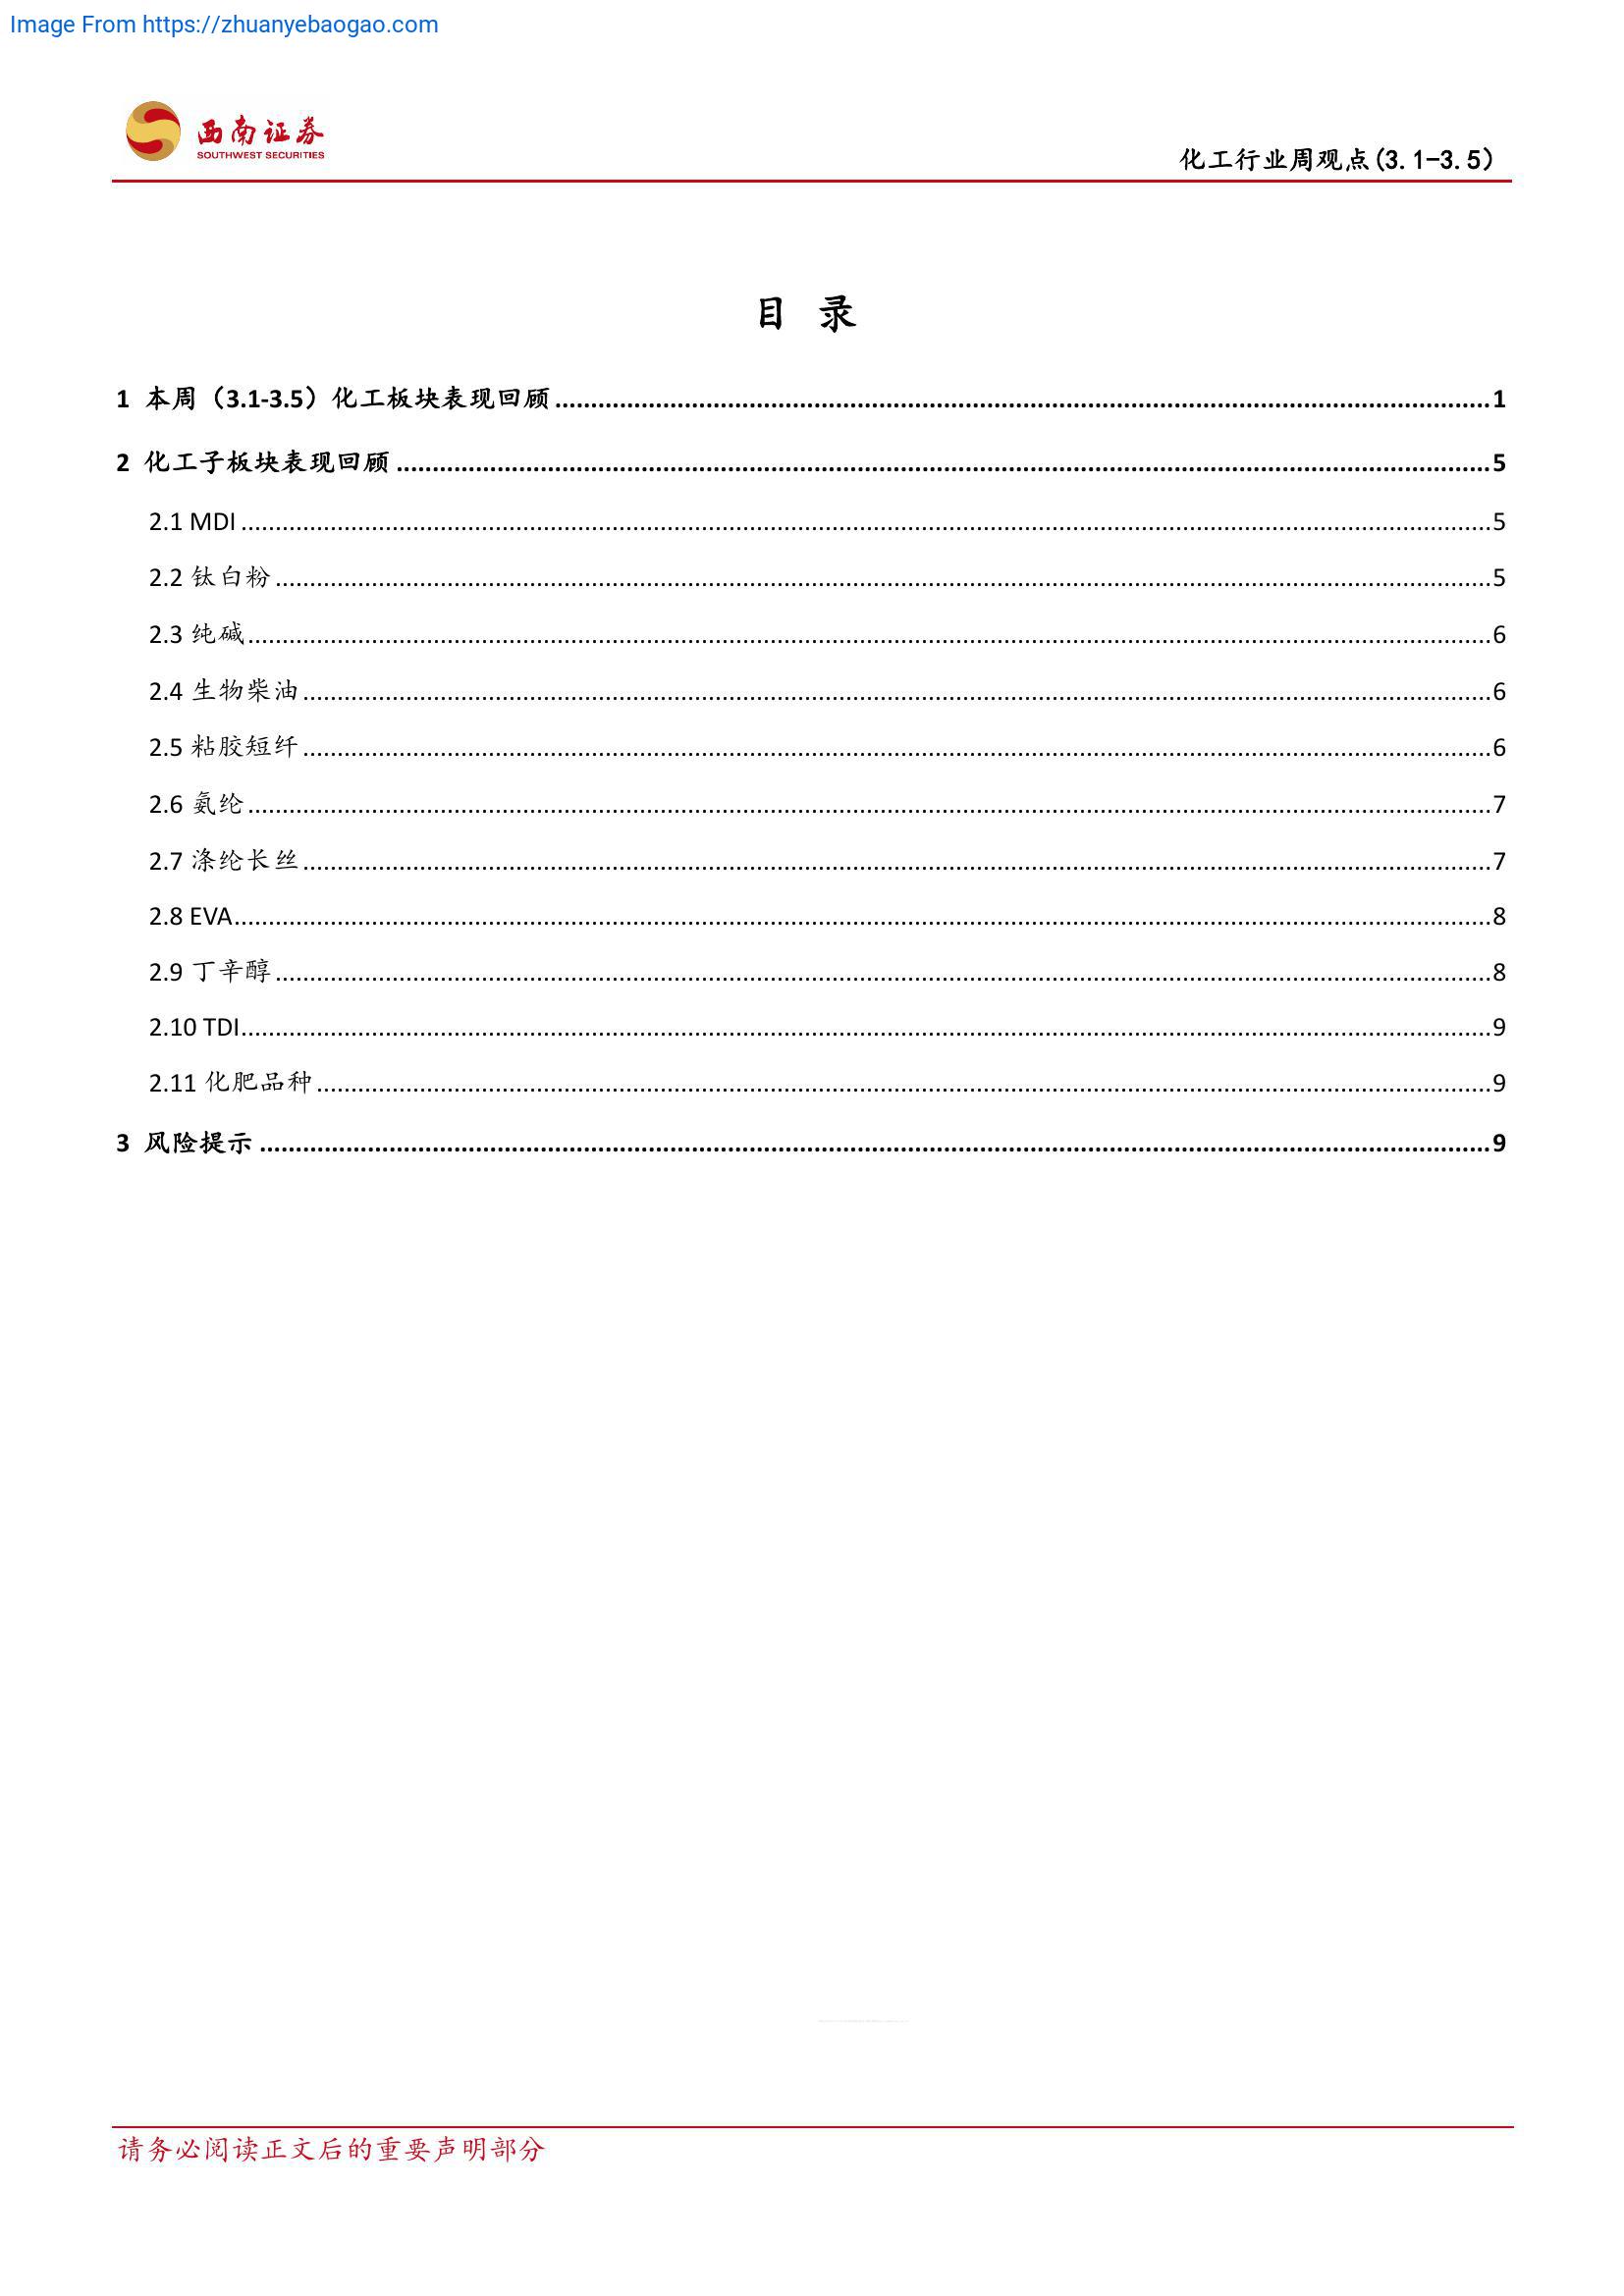 Image From https://zhuanyebaogao.com
西南证券
SOUTHWEST SECURITIES
化工行业周观点(3.1-3.5)
目 录
1 本周（3.1-3.5）化工板块表现回顾 1
2 化工子板块表现回顾 5
2.1 MDI 5
2.2 钛白粉 5
2.3 纯碱 6
2.4 生物柴油 6
2.5 粘胶短纤 6
2.6 氨纶 7
2.7 涤纶长丝 7
2.8 EVA 8
2.9 丁辛醇 8
2.10 TDI 9
2.11 化肥品种 9
3 风险提示 9
请务必阅读正文后的重要声明部分